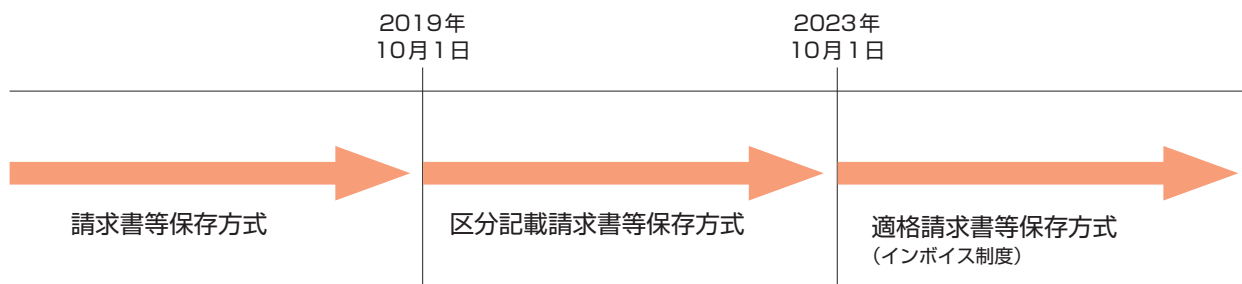 2019年
10月1日
2023年
10月1日
請求書等保存方式
区分記載請求書等保存方式
適格請求書等保存方式
（インボイス制度）